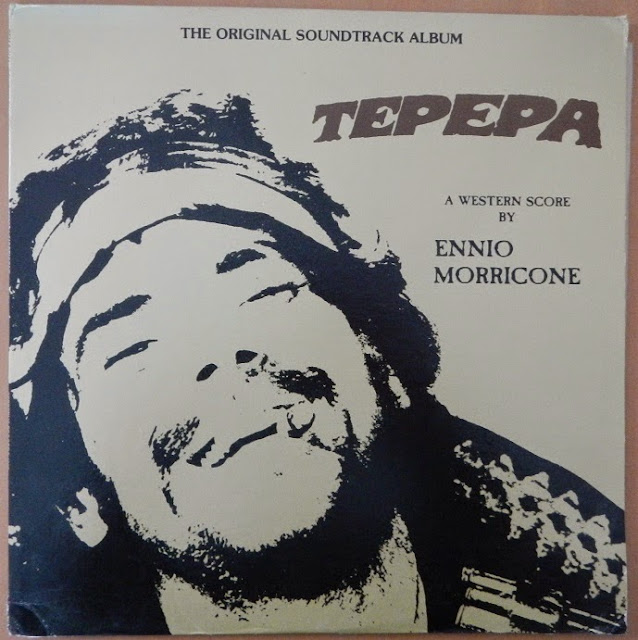 THE ORIGINAL SOUNDTRACK ALBUM
TEPEPA
A WESTERN SCORE
BY
ENNIO
MORRICONE